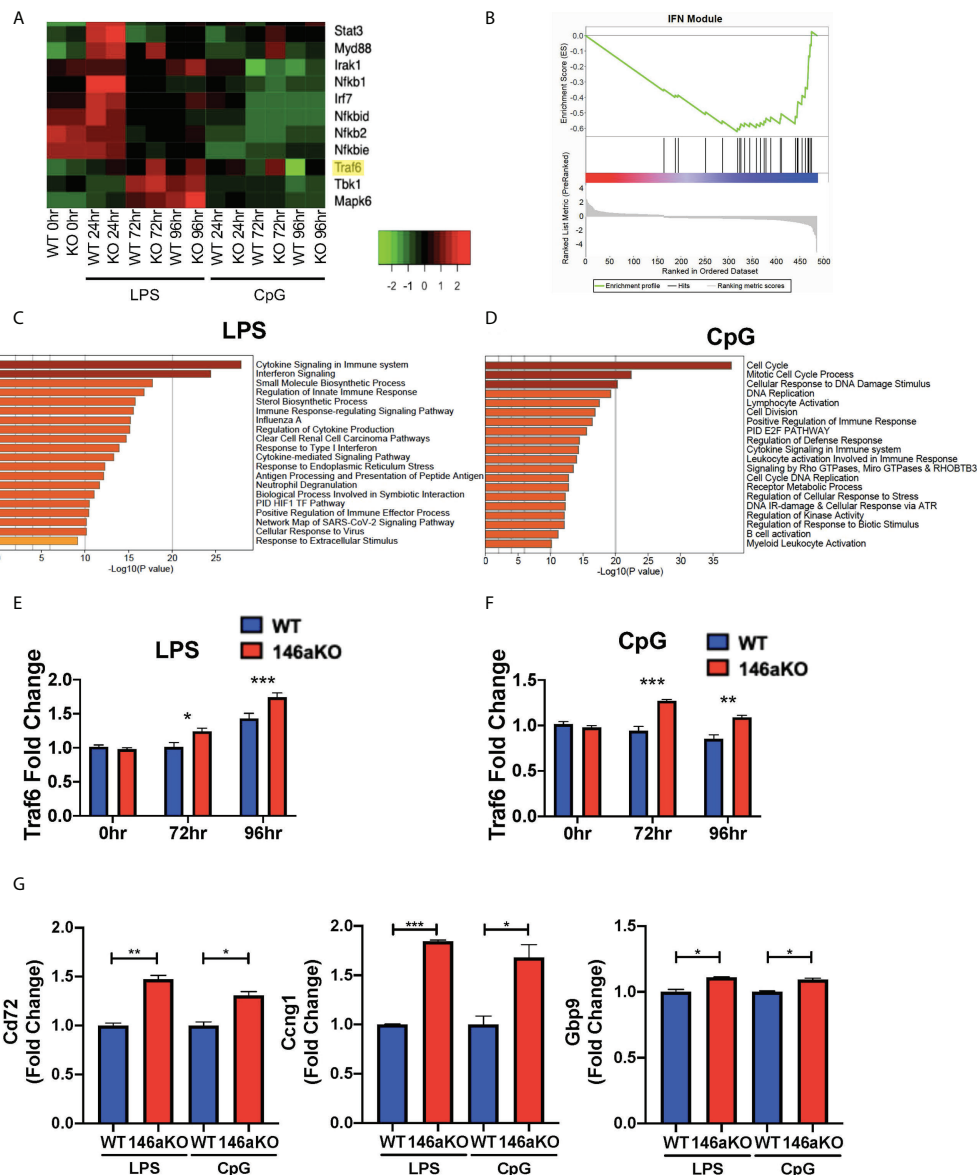 A
Stat3
Myd88
Irak1
Nfkb1
Irf7
Nfkbid
Nfkb2
Nfkbie
Traf6
Tbk1
Mapk6
WT 0hr
KO 0hr
WT 24hr
KO 24hr
WT 72hr
KO 72hr
WT 96hr
KO 96hr
WT 24hr
KO 24hr
WT 72hr
KO 72hr
WT 96hr
KO 96hr
LPS
CpG
-2 -1 0 1 2
B
IFN Module
Enrichment Score (ES)
0.0
-0.1
-0.2
-0.3
-0.4
-0.5
-0.6
Ranked List Metric (PreRanked)
4
2
0
-2
-4
0 50 100 150 200 250 300 350 400 450 500
Ranked in Ordered Dataset
Enrichment profile Hits Ranking metric scores
C
LPS
Cytokine Signaling in Immune system
Interferon Signaling
Small Molecule Biosynthetic Process
Regulation of Innate Immune Response
Sterol Biosynthetic Process
Immune Response-regulating Signaling Pathway
Influenza A
Regulation of Cytokine Production
Clear Cell Renal Cell Carcinoma Pathways
Response to Type I Interferon
Cytokine-mediated Signaling Pathway
Response to Endoplasmic Reticulum Stress
Antigen Processing and Presentation of Peptide Antigen
Neutrophil Degranulation
Biological Process Involved in Symbiotic Interaction
PID HIF1 TF Pathway
Positive Regulation of Immune Effector Process
Network Map of SARS-CoV-2 Signaling Pathway
Cellular Response to Virus
Response to Extracellular Stimulus
5 10 15 20 25
-Log10(P value)
D
CpG
Cell Cycle
Mitotic Cell Cycle Process
Cellular Response to DNA Damage Stimulus
DNA Replication
Lymphocyte Activation
Cell Division
Positive Regulation of Immune Response
PID E2F PATHWAY
Regulation of Defense Response
Cytokine Signaling in Immune system
Leukocyte activation Involved in Immune Response
Signaling by Rho GTPases, Miro GTPases & RHOBTB3
Cell Cycle DNA Replication
Receptor Metabolic Process
Regulation of Cellular Response to Stress
DNA IR-damage & Cellular Response via ATR
Regulation of Kinase Activity
Regulation of Response to Biotic Stimulus
B cell activation
Myeloid Leukocyte Activation
0 5 10 15 20 25 30 35
-Log10(P value)
E
WT
146aKO
LPS
Traf6 Fold Change
2.0
1.5
1.0
0.5
0.0
*
***
0hr 72hr 96hr
F
WT
146aKO
CpG
Traf6 Fold Change
1.5
1.0
0.5
0.0
***
**
0hr 72hr 96hr
G
Cd72
(Fold Change)
2.0
1.5
1.0
0.5
0.0
** *
WT 146aKO WT 146aKO
LPS CpG
Ccng1
(Fold Change)
2.0
1.5
1.0
0.5
0.0
*** *
WT 146aKO WT 146aKO
LPS CpG
Gbp9
(Fold Change)
1.5
1.0
0.5
0.0
* *
WT 146aKO WT 146aKO
LPS CpG